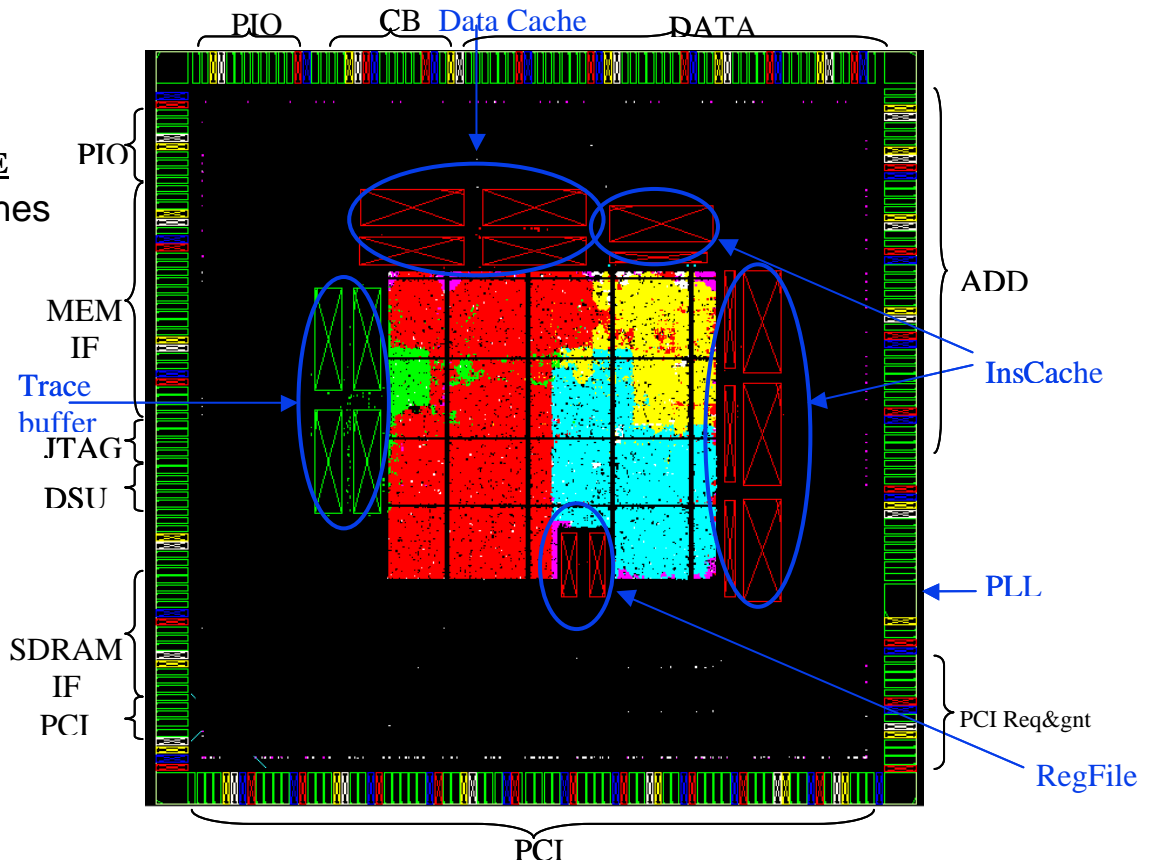 PIO
CB
Data Cache
DATA
E
nes
PIO
MEM
IF
Trace
buffer
JTAG
DSU
SDRAM
IF
PCI
ADD
InsCache
PLL
PCI Req&gnt
RegFile
PCI